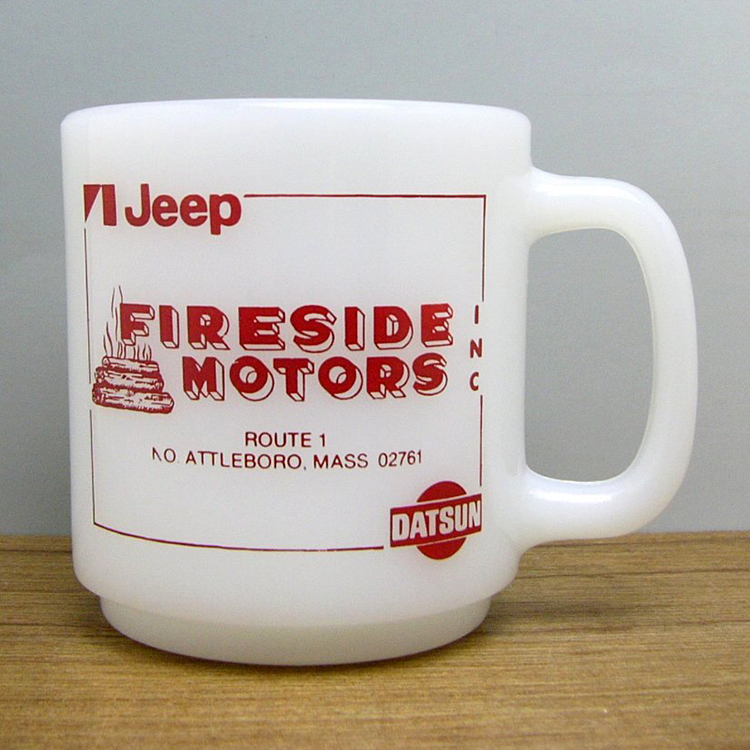 Jeep
FIRESIDE
MOTORS
INC
ROUTE 1
NO. ATTLEBORO, MASS 02761
DATSUN